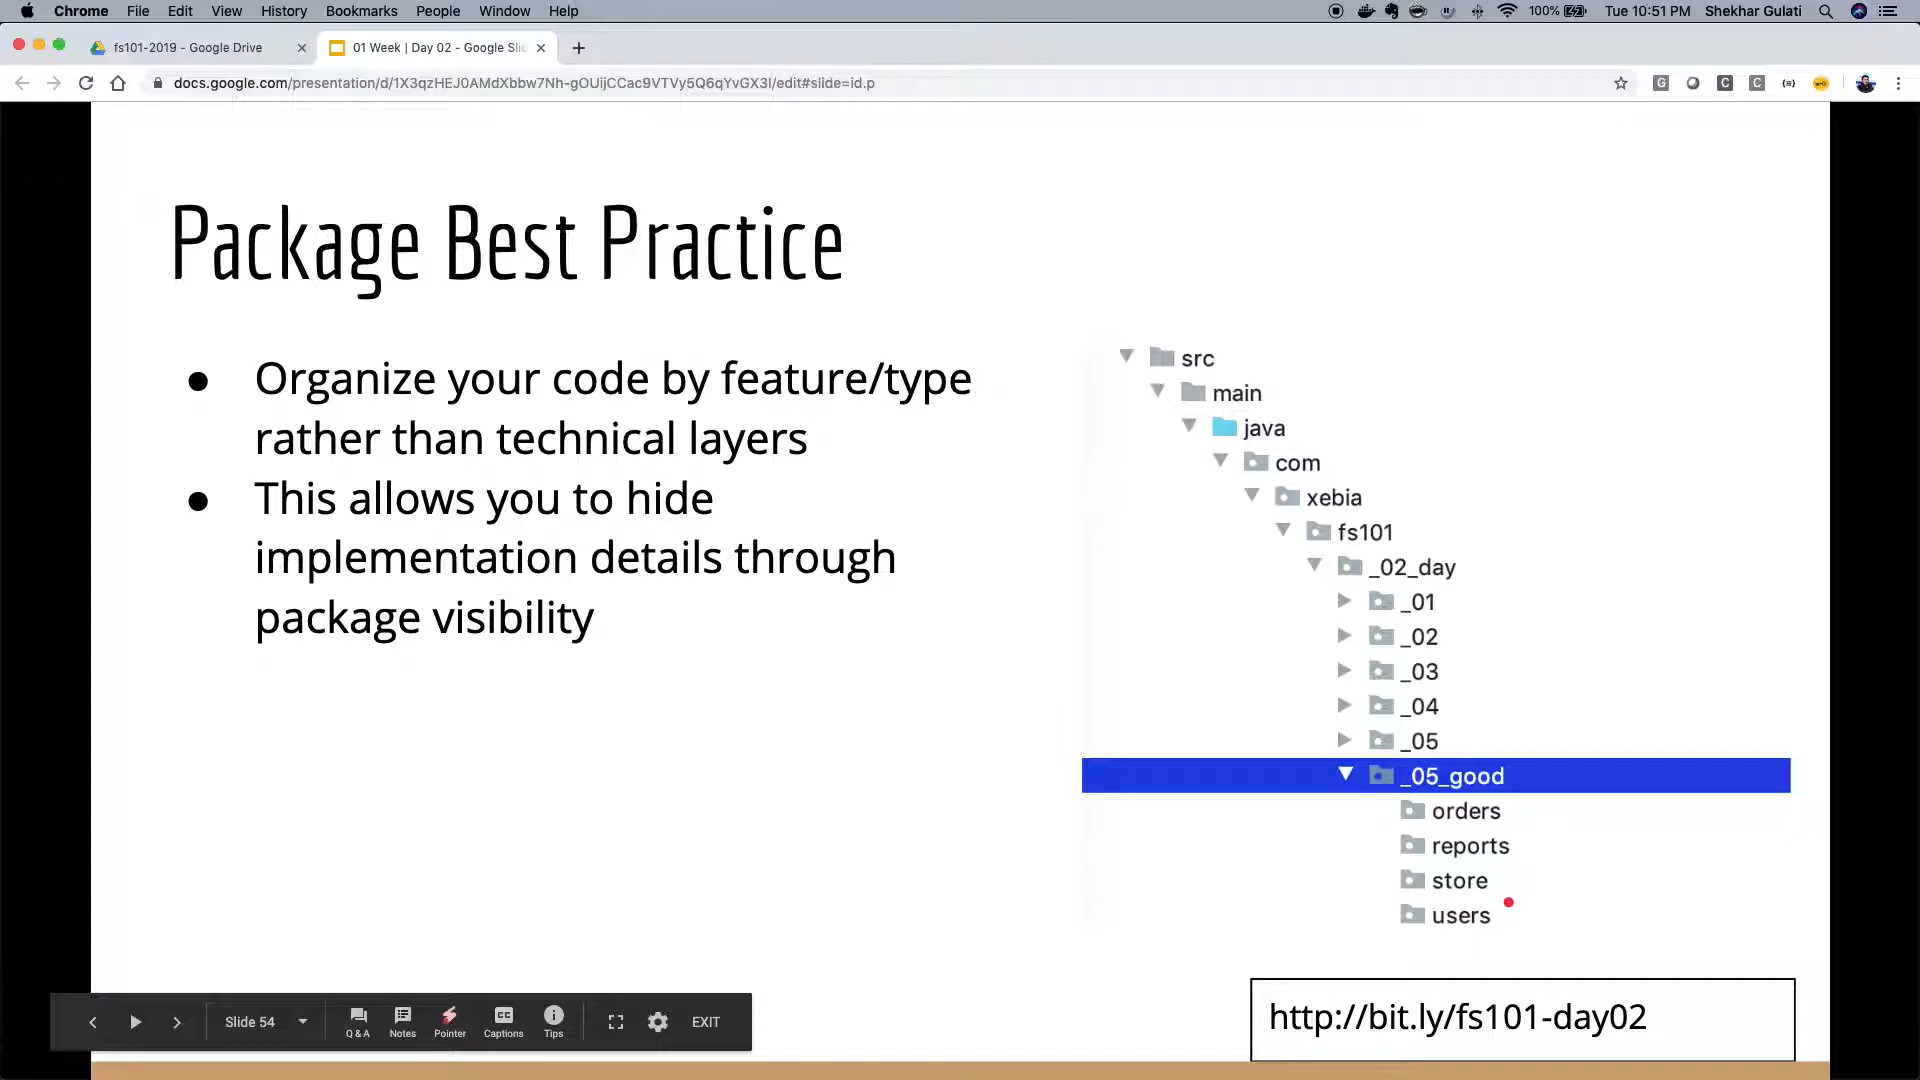 Chrome File Edit View History Bookmarks People Window Help 100% Tue 10:51 PM Shekhar Gulati
fs101-2019 - Google Drive
01 Week | Day 02 - Google Slid
docs.google.com/presentation/d/1X3qzHEJ0AMdXbbw7Nh-gOUijCCac9VTVy5Q6qYvGX3I/edit#slide=id.p
Package Best Practice
● Organize your code by feature/type
rather than technical layers
● This allows you to hide
implementation details through
package visibility
src
main
java
com
xebia
fs101
_02_day
_01
_02
_03
_04
_05
_05_good
orders
reports
store
users
http://bit.ly/fs101-day02
Slide 54
Q & A
Notes
Pointer
Captions
Tips
EXIT